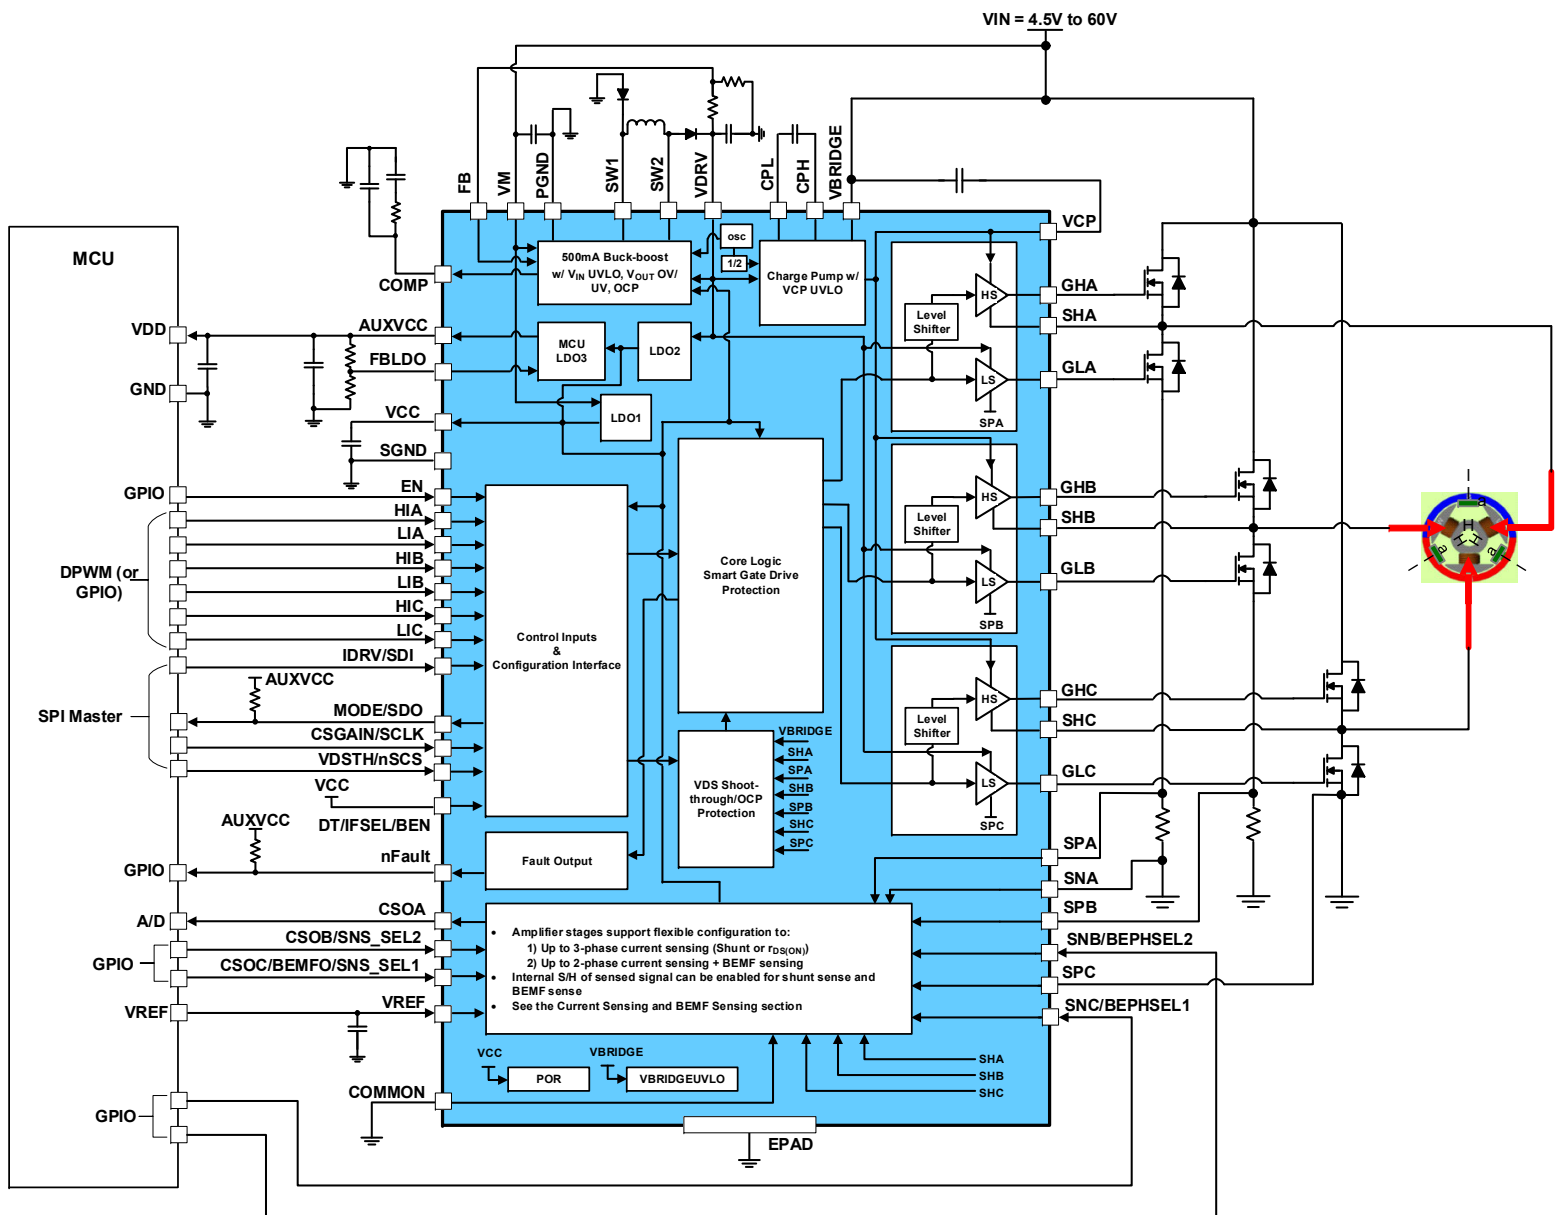 VIN = 4.5V to 60V
FB
VM
PGND
SW1
SW2
VDRV
CPL
CPH
VBRIDGE
VCP
MCU
COMP
500mA Buck-boost
w/ VIN UVLO, VOUT OV/
UV, OCP
osc
1/2
Charge Pump w/
VCP UVLO
HS
Level
Shifter
LS
SPA
GHA
SHA
GLA
VDD
AUXVCC
FBLDO
GND
MCU
LDO3
LDO2
LDO1
VCC
SGND
GPIO
EN
HIA
LIA
HIB
LIB
HIC
LIC
DPWM (or
GPIO)
IDRV/SDI
AUXVCC
MODE/SDO
SPI Master
CSGAIN/SCLK
VDSTH/nSCS
VCC
DT/IFSEL/BEN
AUXVCC
nFault
GPIO
Control Inputs
&
Configuration Interface
Core Logic
Smart Gate Drive
Protection
HS
Level
Shifter
LS
SPB
GHB
SHB
GLB
a
H
H
H
a
a
HS
Level
Shifter
LS
SPC
GHC
SHC
GLC
VDS Shoot-
through/OCP
Protection
VBRIDGE
SHA
SPA
SHB
SPB
SHC
SPC
Fault Output
SPA
SNA
SPB
SNB/BEPHSEL2
SPC
SNC/BEPHSEL1
A/D
CSOA
CSOB/SNS_SEL2
GPIO
CSOC/BEMFO/SNS_SEL1
VREF
VREF
• Amplifier stages support flexible configuration to:
1) Up to 3-phase current sensing (Shunt or rDS(ON))
2) Up to 2-phase current sensing + BEMF sensing
• Internal S/H of sensed signal can be enabled for shunt sense and
BEMF sense
• See the Current Sensing and BEMF Sensing section
VCC
POR
VBRIDGE
VBRIDGEUVLO
SHA
SHB
SHC
COMMON
GPIO
EPAD